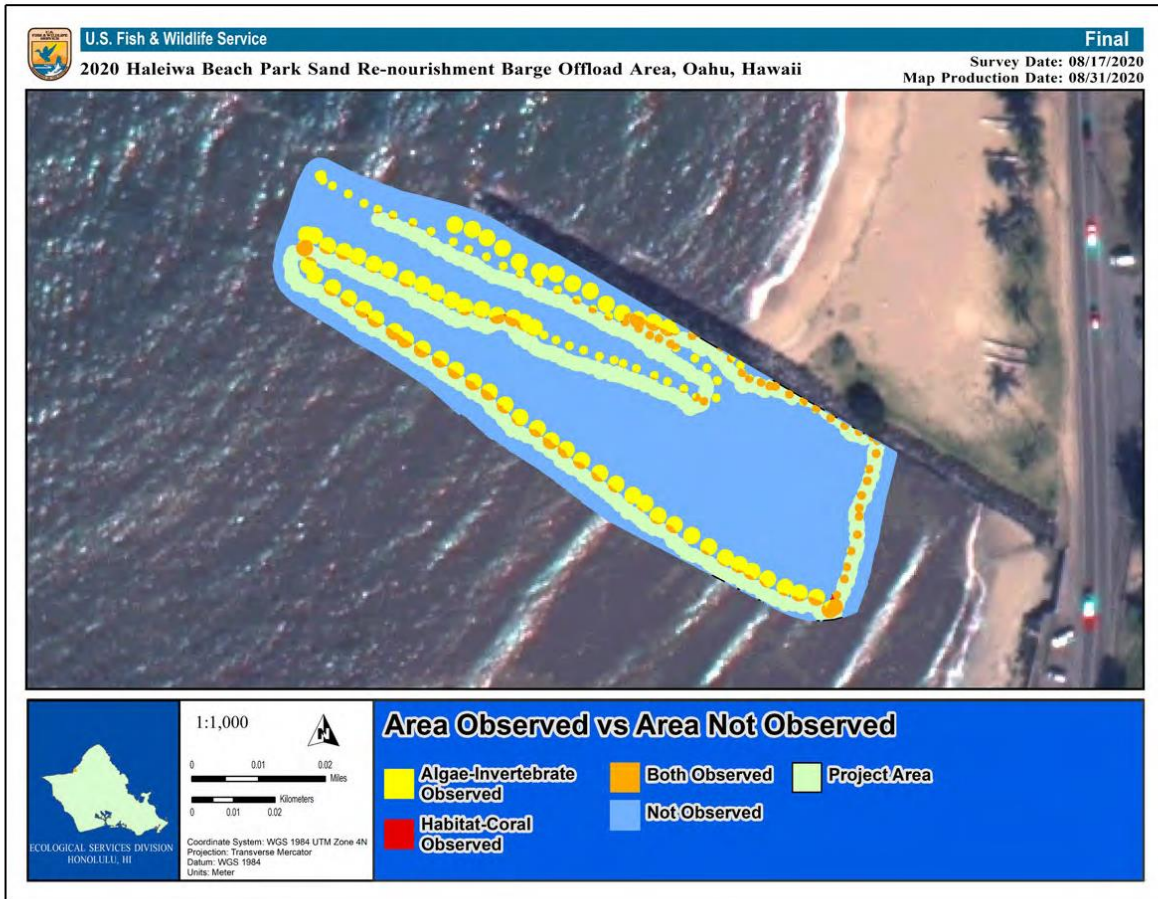 U.S.
FISH & WILDLIFE
SERVICE
U.S. Fish & Wildlife Service
Final
2020 Haleiwa Beach Park Sand Re-nourishment Barge Offload Area, Oahu, Hawaii
Survey Date: 08/17/2020
Map Production Date: 08/31/2020
ECOLOGICAL SERVICES DIVISION
HONOLULU, HI
1:1,000
N
0 0.01 0.02
Miles
Kilometers
0 0.01 0.02
Coordinate System: WGS 1984 UTM Zone 4N
Projection: Transverse Mercator
Datum: WGS 1984
Units: Meter
Area Observed vs Area Not Observed
Algae-Invertebrate
Observed
Habitat-Coral
Observed
Both Observed
Not Observed
Project Area